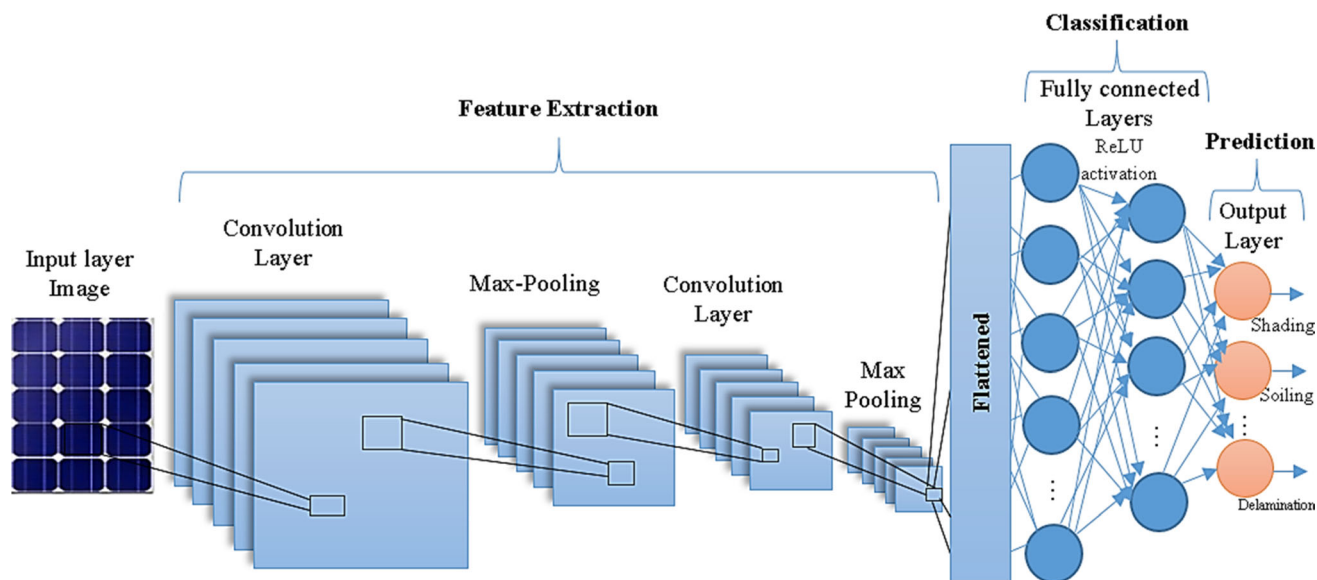 Classification
Fully connected
Layers
ReLU
activation
Feature Extraction
Prediction
Output
Layer
Convolution
Layer
Input layer
Image
Max-Pooling
Convolution
Layer
Max
Pooling
Flattened
Shading
Soiling
...
Delamination